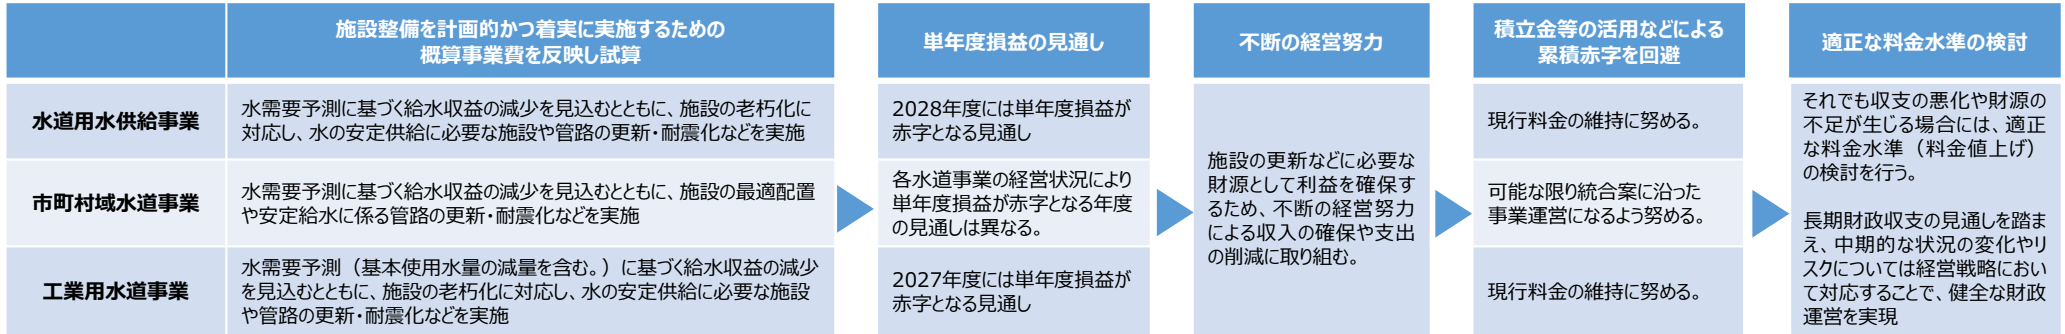 施設整備を計画的かつ着実に実施するための
概算事業費を反映し試算
単年度損益の見通し
不断の経営努力
積立金等の活用などによる
累積赤字を回避
適正な料金水準の検討
水道用水供給事業
水需要予測に基づく給水収益の減少を見込むとともに、施設の老朽化に
対応し、水の安定供給に必要な施設や管路の更新・耐震化などを実施
2028年度には単年度損益が
赤字となる見通し
現行料金の維持に努める。
市町村域水道事業
水需要予測に基づく給水収益の減少を見込むとともに、施設の最適配置
や安定給水に係る管路の更新・耐震化などを実施
各水道事業の経営状況により
単年度損益が赤字となる年度
の見通しは異なる。
可能な限り統合案に沿った
事業運営になるよう努める。
工業用水道事業
水需要予測（基本使用水量の減量を含む。）に基づく給水収益の減少
を見込むとともに、施設の老朽化に対応し、水の安定供給に必要な施設
や管路の更新・耐震化などを実施
2027年度には単年度損益が
赤字となる見通し
現行料金の維持に努める。
施設の更新などに必要な
財源として利益を確保す
るため、不断の経営努力
による収入の確保や支出
の削減に取り組む。
それでも収支の悪化や財源の
不足が生じる場合には、適正
な料金水準（料金値上げ）
の検討を行う。
長期財政収支の見通しを踏ま
え、中期的な状況の変化やリ
スクについては経営戦略におい
て対応することで、健全な財政
運営を実現